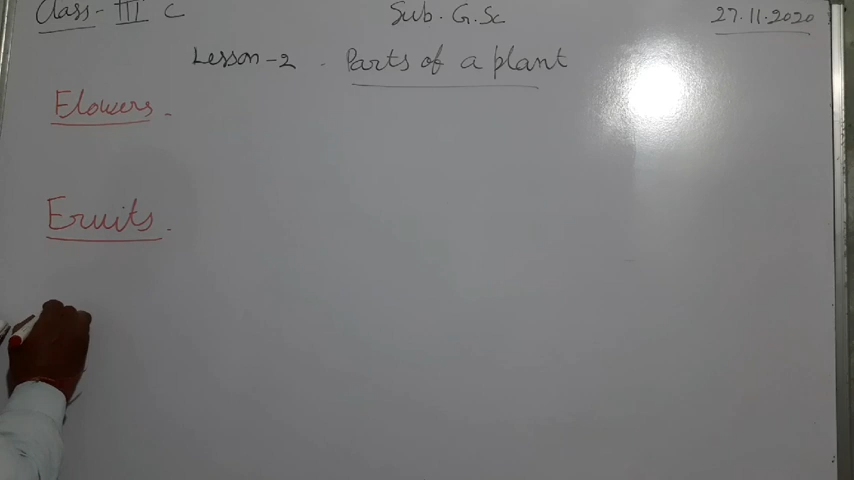 Class - III C Sub. G.Sc 27.11.2020
Lesson-2 . Parts of a plant
Flowers.
Fruits.